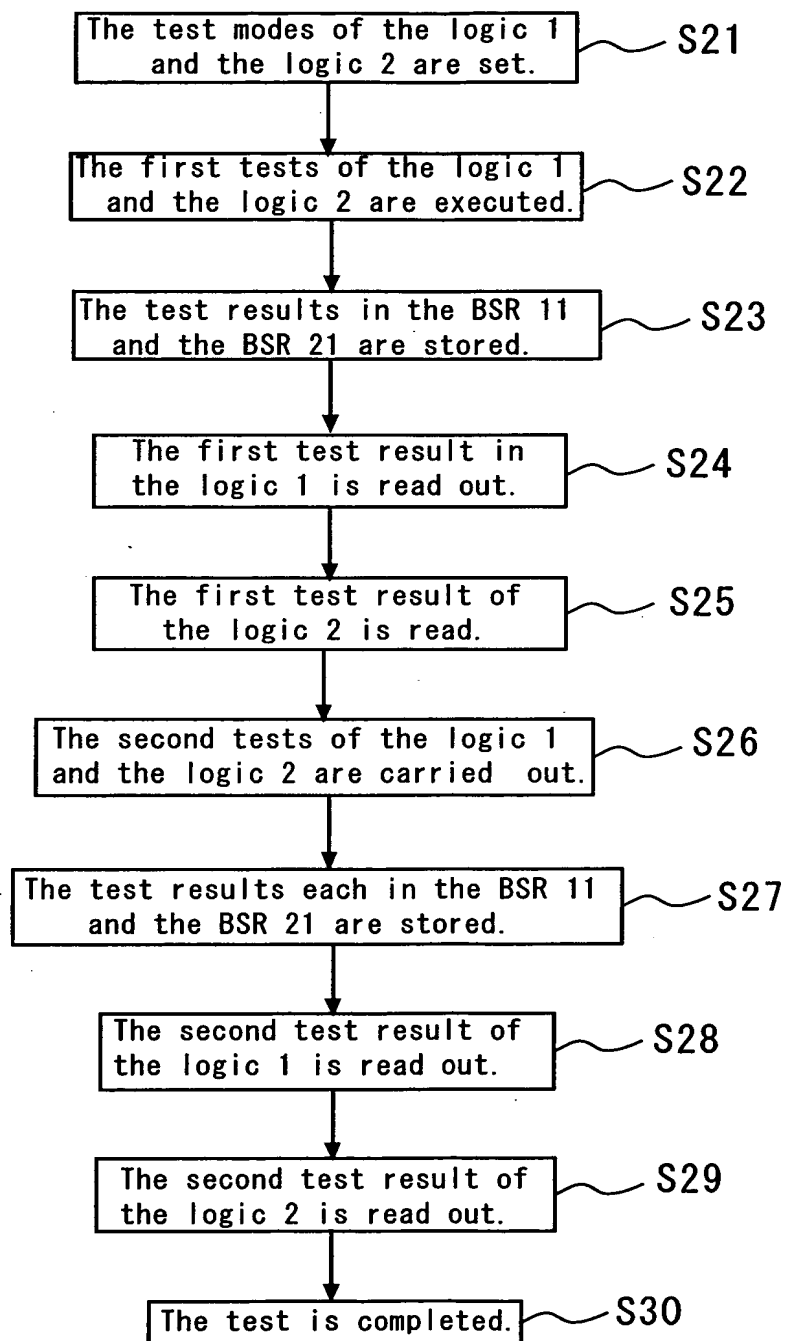 The test modes of the logic 1
and the logic 2 are set.
S21
The first tests of the logic 1
and the logic 2 are executed.
S22
The test results in the BSR 11
and the BSR 21 are stored.
S23
The first test result in
the logic 1 is read out.
S24
The first test result of
the logic 2 is read.
S25
The second tests of the logic 1
and the logic 2 are carried out.
S26
The test results each in the BSR 11
and the BSR 21 are stored.
S27
The second test result of
the logic 1 is read out.
S28
The second test result of
the logic 2 is read out.
S29
The test is completed.
S30